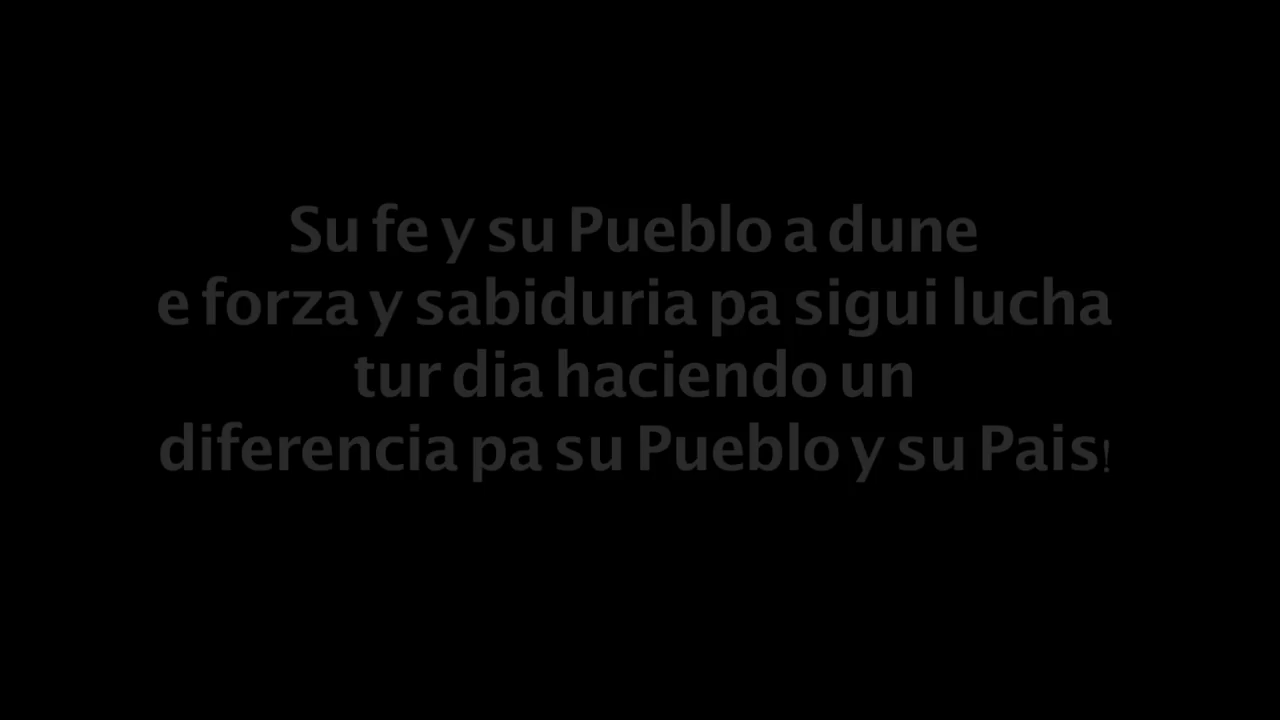 Su fe y su Pueblo a dune
e forza y sabiduria pa sigui lucha
tur dia haciendo un
diferencia pa su Pueblo y su Pais!